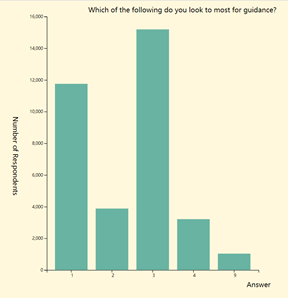 Which of the following do you look to most for guidance?
16,000
14,000
12,000
10,000
8,000
6,000
4,000
2,000
0
Number of Respondents
1 2 3 4 9
Answer